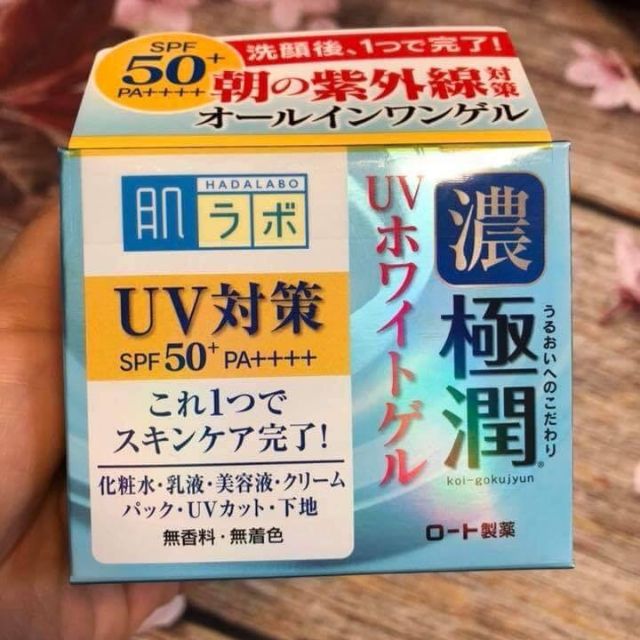 SPF
50+
PA++++
洗顔後、1つで完了!
朝の紫外線対策
オールインワンゲル
HADALABO
肌ラボ
UV対策
SPF 50+ PA++++
これ1つで
スキンケア完了!
化粧水・乳液・美容液・クリーム
パック・UVカット・下地
無香料・無着色
UVホワイトゲル
濃
極潤®
うるおいへのこだわり
koi-gokujyun
ロート製薬